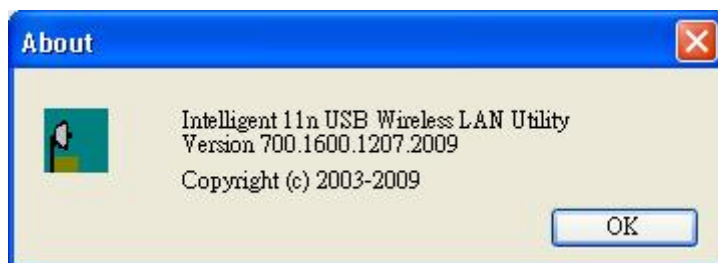 About
Intelligent 11n USB Wireless LAN Utility
Version 700.1600.1207.2009
Copyright (c) 2003-2009
OK